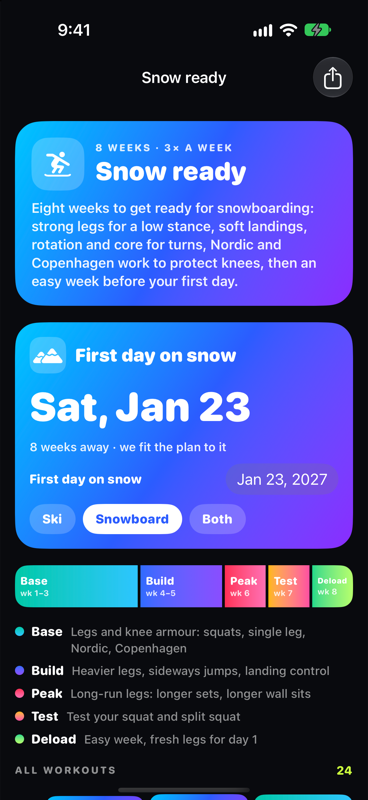 9:41
Snow ready
8 WEEKS · 3× A WEEK
Snow ready
Eight weeks to get ready for snowboarding:
strong legs for a low stance, soft landings,
rotation and core for turns, Nordic and
Copenhagen work to protect knees, then an
easy week before your first day.
First day on snow
Sat, Jan 23
8 weeks away · we fit the plan to it
First day on snow
Jan 23, 2027
Ski
Snowboard
Both
Base
wk 1–3
Build
wk 4–5
Peak
wk 6
Test
wk 7
Deload
wk 8
Base Legs and knee armour: squats, single leg,
Nordic, Copenhagen
Build Heavier legs, sideways jumps, landing control
Peak Long-run legs: longer sets, longer wall sits
Test Test your squat and split squat
Deload Easy week, fresh legs for day 1
ALL WORKOUTS
24